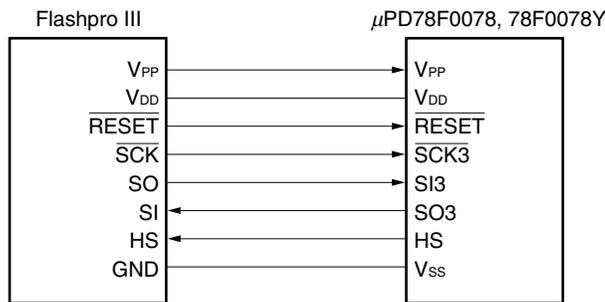 Flashpro III    μPD78F0078, 78F0078Y
VPP    VPP
VDD    VDD
RESET    RESET
SCK    SCK3
SO    SI3
SI    SO3
HS    HS
GND    VSS